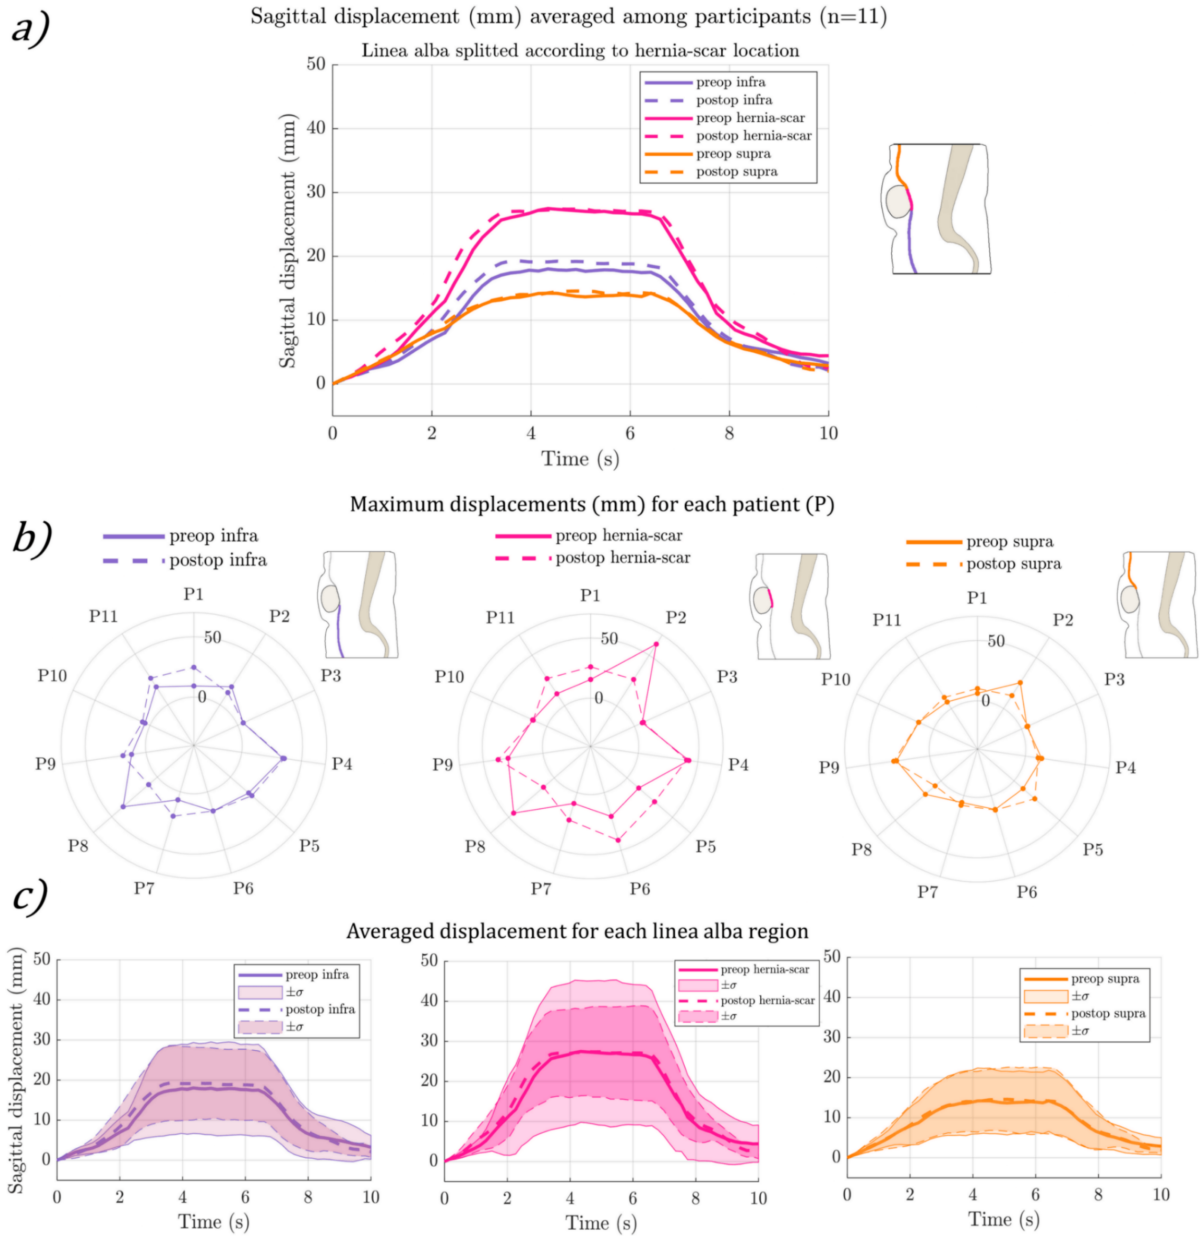 a)
Sagittal displacement (mm) averaged among participants (n=11)
Linea alba splitted according to hernia-scar location
50
40
30
20
10
0
Sagittal displacement (mm)
preop infra
postop infra
preop hernia-scar
postop hernia-scar
preop supra
postop supra
0 2 4 6 8 10
Time (s)
b)
Maximum displacements (mm) for each patient (P)
preop infra
postop infra
P1
P2
P3
P4
P5
P6
P7
P8
P9
P10
P11
50
0
preop hernia-scar
postop hernia-scar
P1
P2
P3
P4
P5
P6
P7
P8
P9
P10
P11
50
0
preop supra
postop supra
P1
P2
P3
P4
P5
P6
P7
P8
P9
P10
P11
50
0
c)
Averaged displacement for each linea alba region
Sagittal displacement (mm)
50
40
30
20
10
0
preop infra
±σ
postop infra
±σ
0 2 4 6 8 10
Time (s)
50
40
30
20
10
0
preop hernia-scar
±σ
postop hernia-scar
±σ
0 2 4 6 8 10
Time (s)
50
40
30
20
10
0
preop supra
±σ
postop supra
±σ
0 2 4 6 8 10
Time (s)